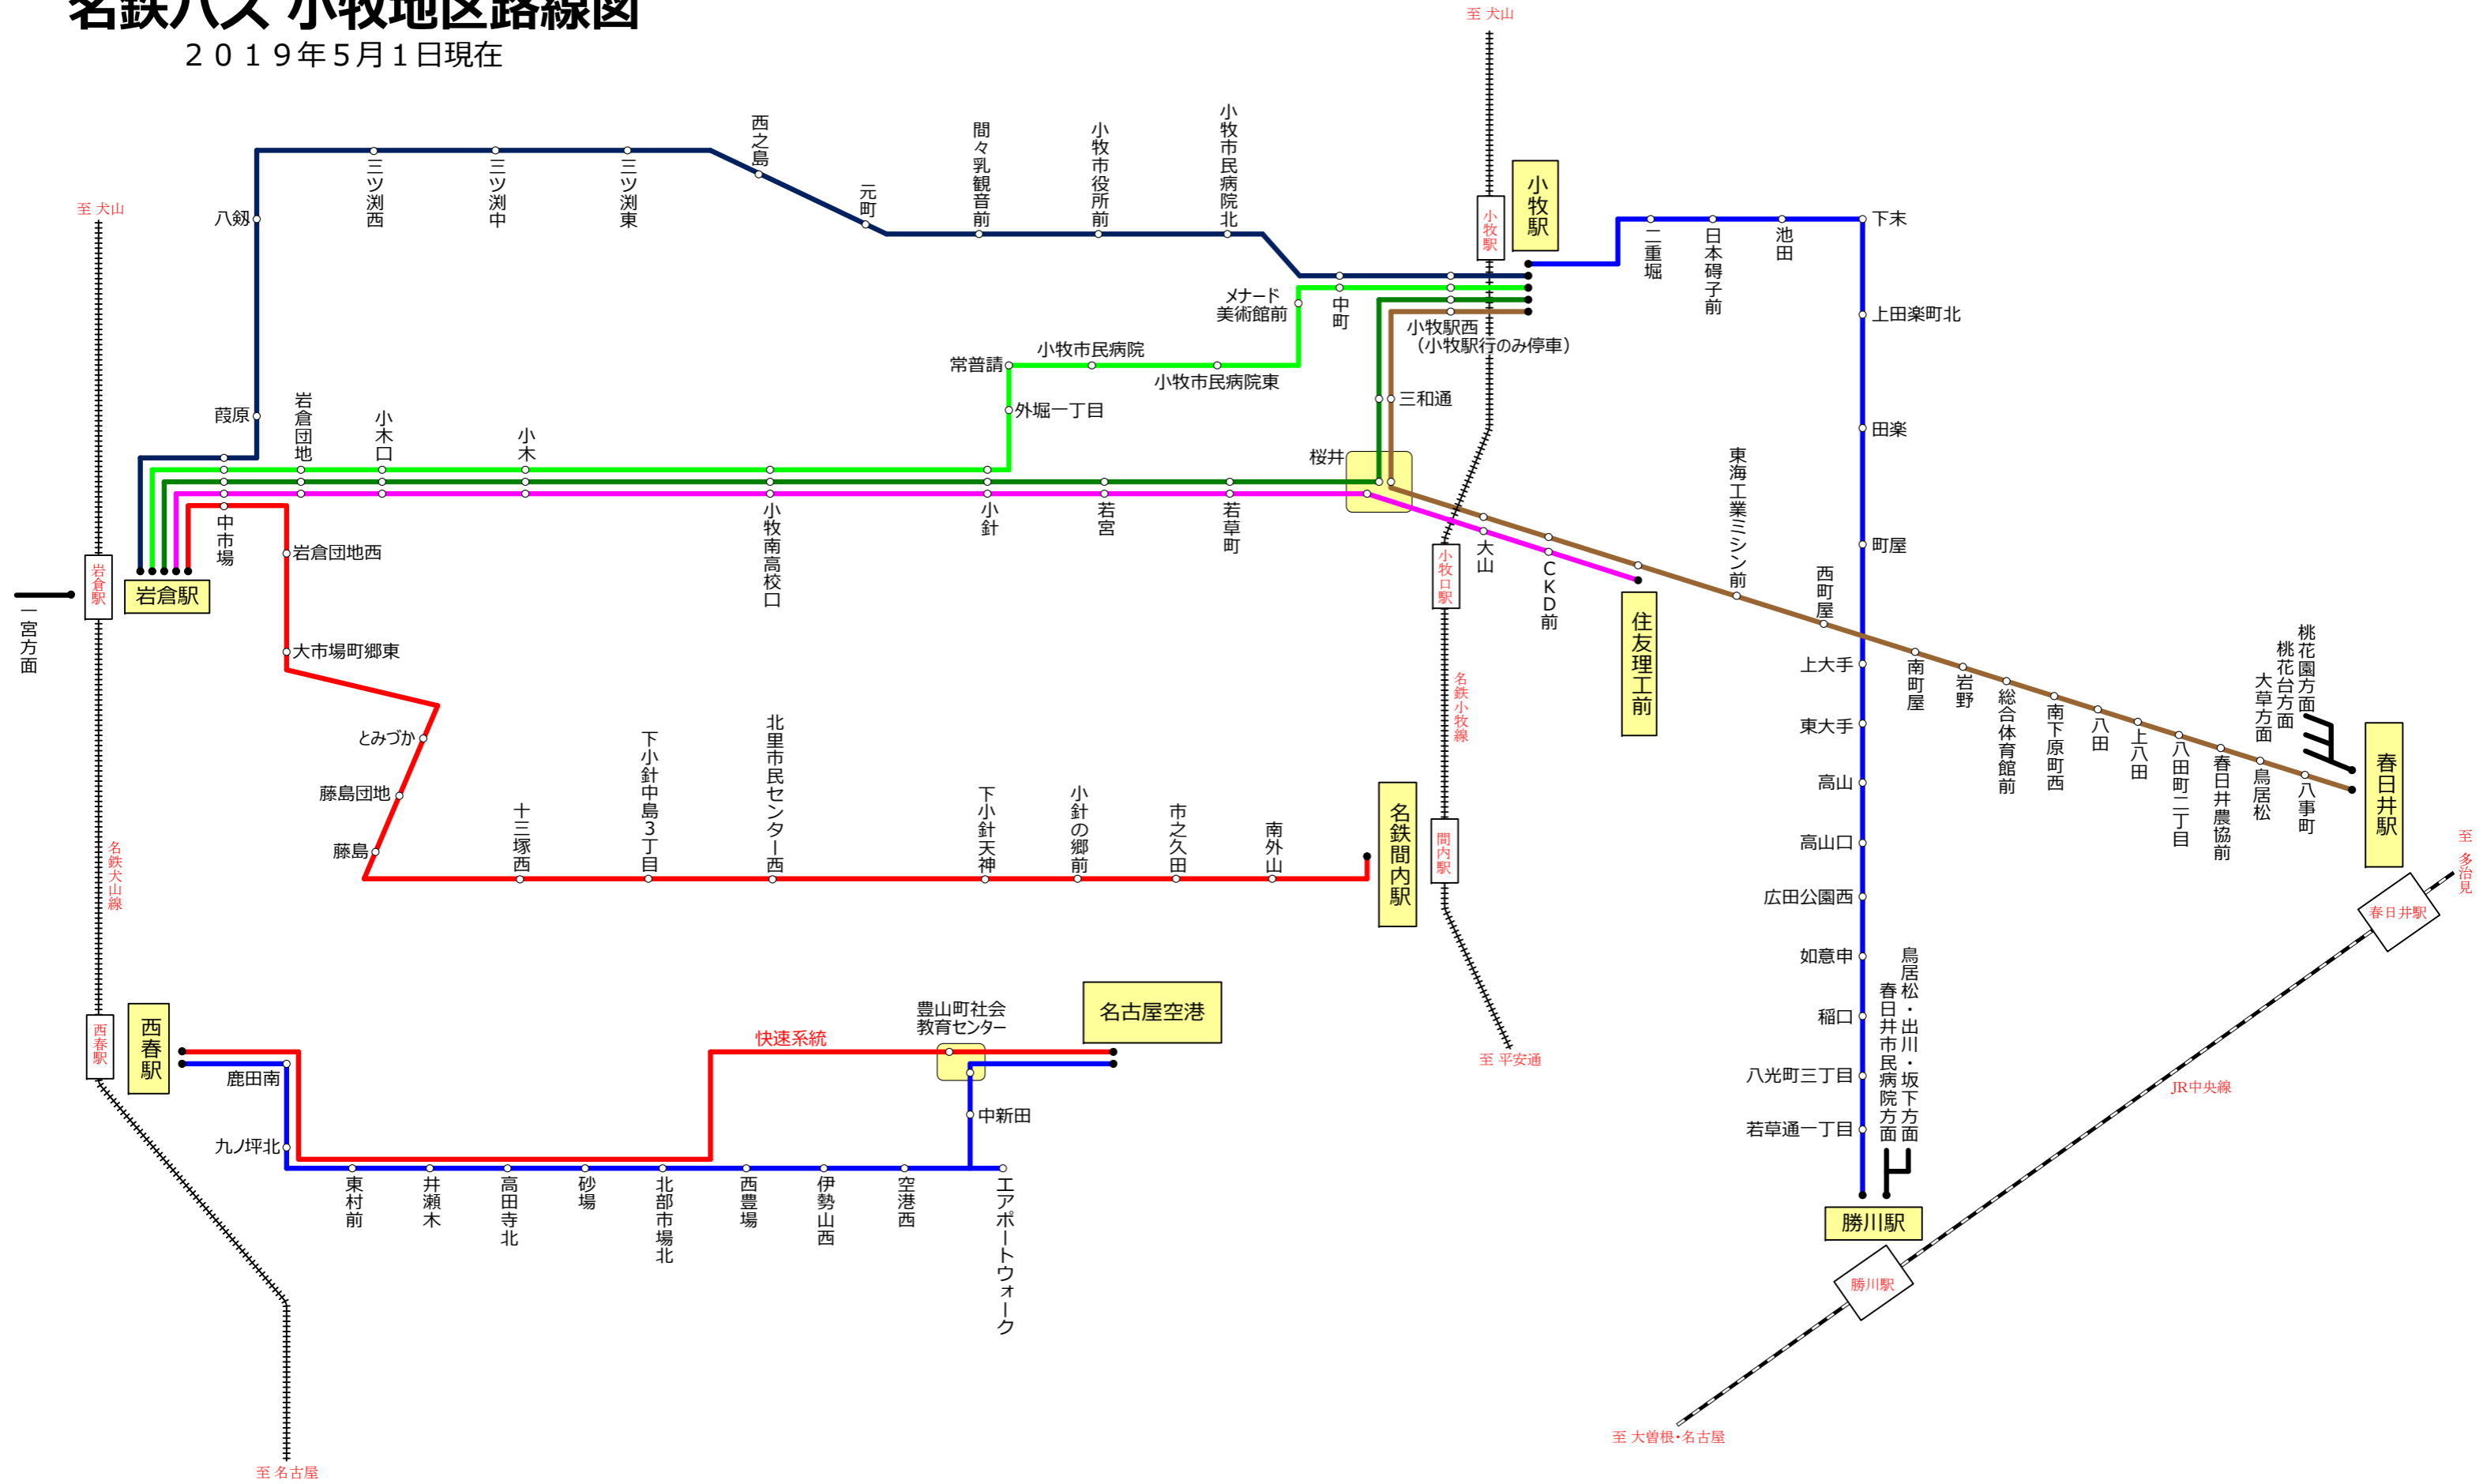 名鉄バス 小牧地区路線図
２０１９年５月１日現在
至 犬山
至 犬山
小牧駅
小牧駅
西之島
元町
間々乳観音前
小牧市役所前
小牧市民病院北
三ツ渕西
三ツ渕中
三ツ渕東
八剱
葭原
メナード
美術館前
中町
小牧駅西
（小牧駅行のみ停車）
二重堀
日本碍子前
池田
下末
上田楽町北
田楽
町屋
常普請
小牧市民病院
小牧市民病院東
外堀一丁目
三和通
桜井
岩倉団地
小木口
小木
中市場
小牧南高校口
小針
若宮
若草町
大山
ＣＫＤ前
住友理工前
東海工業ミシン前
西町屋
南町屋
岩野
総合体育館前
南下原町西
八田
上八田
八田町二丁目
春日井農協前
鳥居松
八事町
大草方面
桃花台方面
桃花園方面
春日井駅
岩倉駅
岩倉駅
一宮方面
岩倉団地西
大市場町郷東
とみづか
藤島団地
藤島
十三塚西
下小針中島３丁目
北里市民センター西
下小針天神
小針の郷前
市之久田
南外山
名鉄間内駅
小牧口駅
名鉄小牧線
間内駅
至 平安通
上大手
東大手
高山
高山口
広田公園西
如意申
稲口
八光町三丁目
若草通一丁目
春日井市民病院方面
鳥居松・出川・坂下方面
勝川駅
勝川駅
春日井駅
至 多治見
JR中央線
至 大曽根・名古屋
名鉄犬山線
西春駅
西春駅
鹿田南
九ノ坪北
快速系統
豊山町社会
教育センター
名古屋空港
中新田
東村前
井瀬木
高田寺北
砂場
北部市場北
西豊場
伊勢山西
空港西
エアポートウォーク
至 名古屋